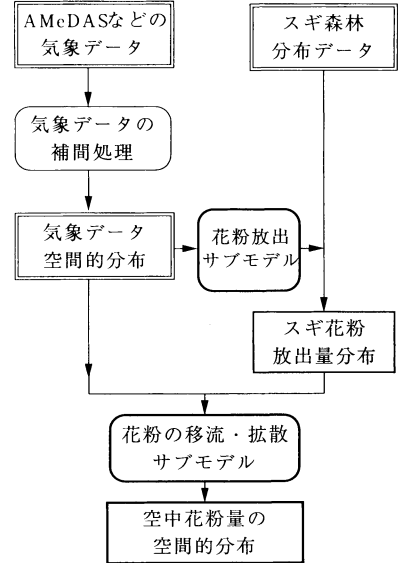 AMeDASなどの
気象データ
スギ森林
分布データ
気象データの
補間処理
気象データ
空間的分布
花粉放出
サブモデル
スギ花粉
放出量分布
花粉の移流・拡散
サブモデル
空中花粉量の
空間的分布